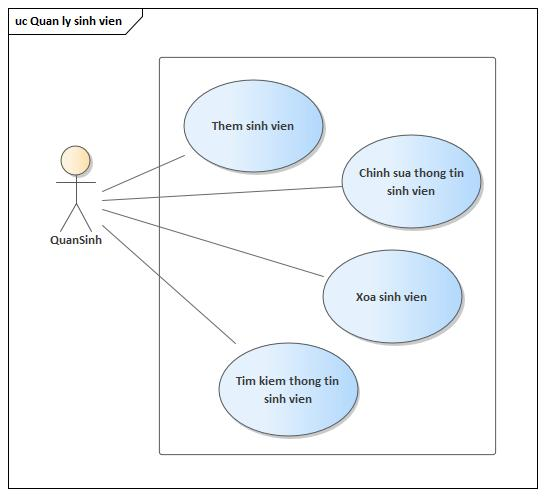 uc Quan ly sinh vien
Them sinh vien
Chinh sua thong tin
sinh vien
QuanSinh
Xoa sinh vien
Tim kiem thong tin
sinh vien